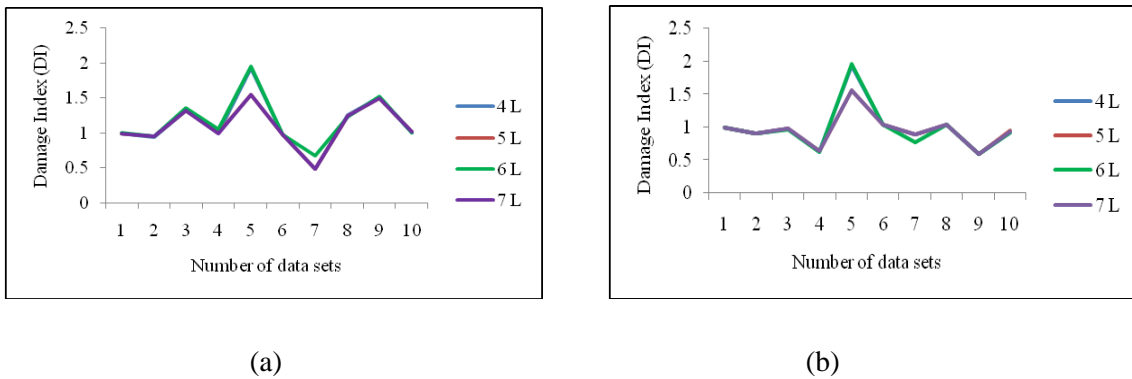 2.5
2
1.5
1
0.5
0
Damage Index (DI)
1 2 3 4 5 6 7 8 9 10
Number of data sets
4 L
5 L
6 L
7 L
(a)
2.5
2
1.5
1
0.5
0
Damage Index (DI)
1 2 3 4 5 6 7 8 9 10
Number of data sets
4 L
5 L
6 L
7 L
(b)